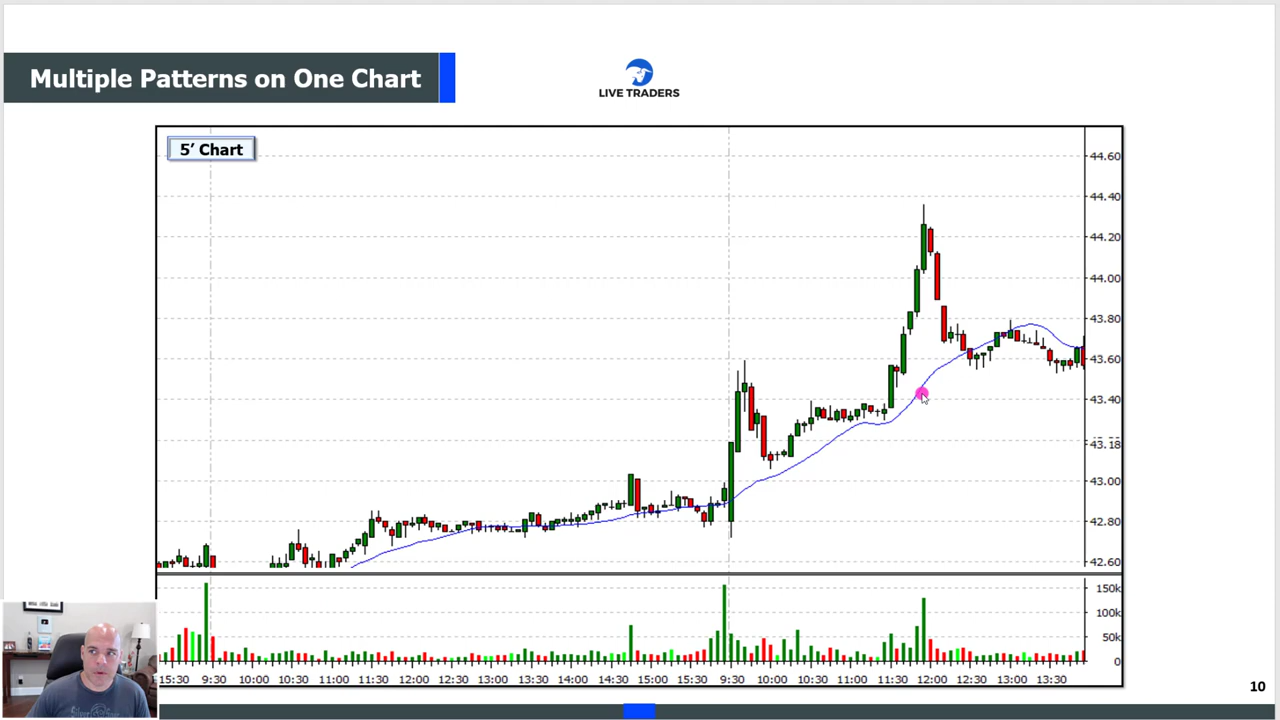 Multiple Patterns on One Chart
LIVE TRADERS
5′ Chart
44.60
44.40
44.20
44.00
43.80
43.60
43.40
43.18
43.00
42.80
42.60
150k
100k
50k
0
15:30 9:30 10:00 10:30 11:00 11:30 12:00 12:30 13:00 13:30 14:00 14:30 15:00 15:30 9:30 10:00 10:30 11:00 11:30 12:00 12:30 13:00 13:30
10